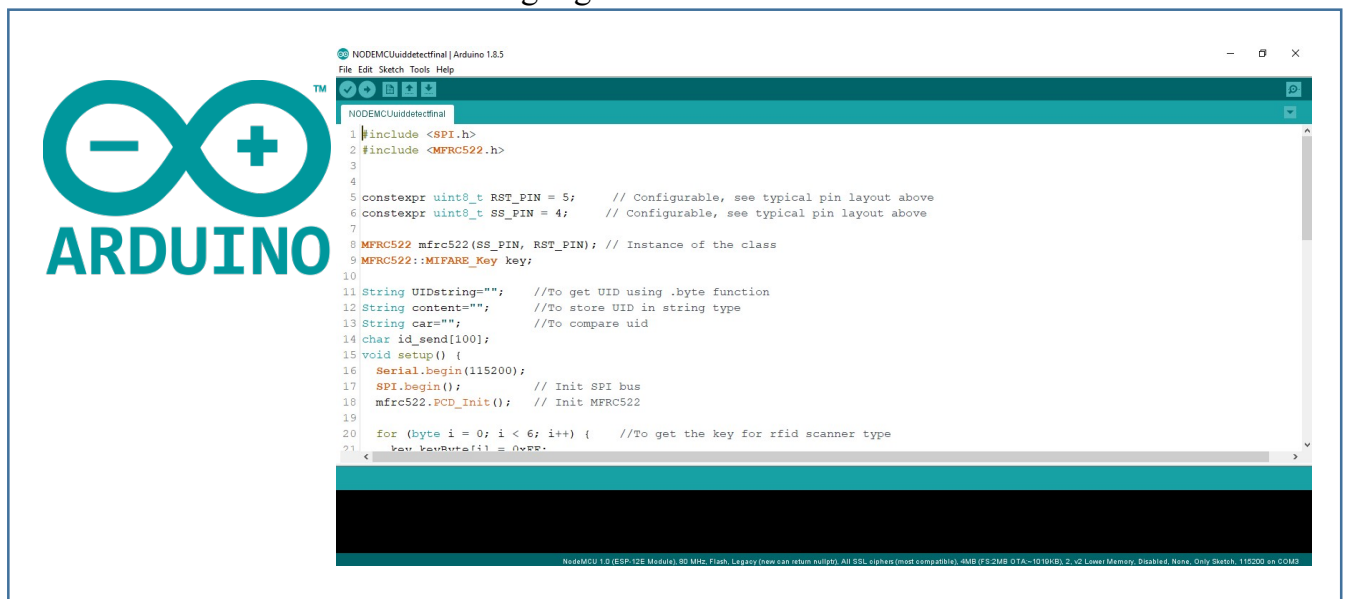 TM
ARDUINO
NODEMCUuiddetectfinal | Arduino 1.8.5
File Edit Sketch Tools Help
NODEMCUuiddetectfinal
1 #include <SPI.h>
2 #include <MFRC522.h>
3
4
5 constexpr uint8_t RST_PIN = 5;     // Configurable, see typical pin layout above
6 constexpr uint8_t SS_PIN = 4;     // Configurable, see typical pin layout above
7
8 MFRC522 mfrc522(SS_PIN, RST_PIN); // Instance of the class
9 MFRC522::MIFARE_Key key;
10
11 String UIDstring="";    //To get UID using .byte function
12 String content="";     //To store UID in string type
13 String car="";         //To compare uid
14 char id_send[100];
15 void setup() {
16   Serial.begin(115200);
17   SPI.begin();         // Init SPI bus
18   mfrc522.PCD_Init();  // Init MFRC522
19
20   for (byte i = 0; i < 6; i++) {    //To get the key for rfid scanner type
21     key.keyByte[i] = 0xFF;
NodeMCU 1.0 (ESP-12E Module), 80 MHz, Flash, Legacy (new can return nullptr), All SSL ciphers (most compatible), 4MB (FS:2MB OTA:~1019KB), 2, v2 Lower Memory, Disabled, None, Only Sketch, 115200 on COM3